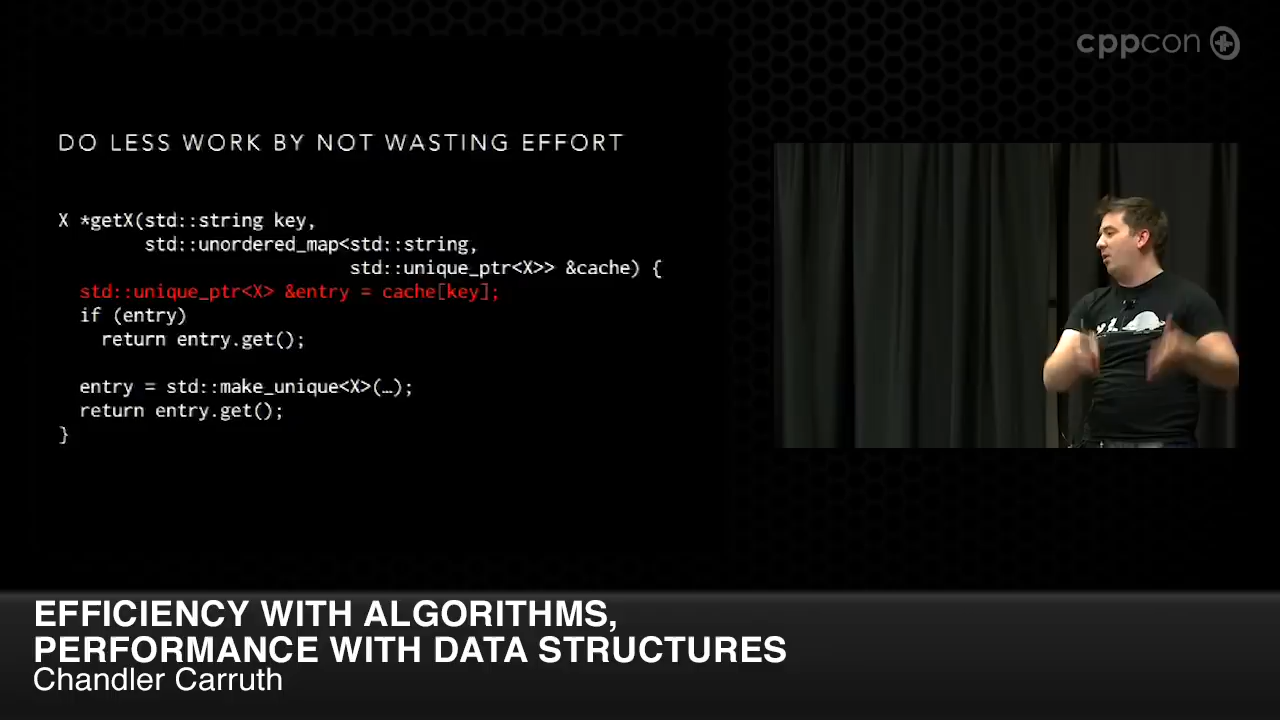 cppcon
DO LESS WORK BY NOT WASTING EFFORT
X *getX(std::string key,
        std::unordered_map<std::string,
                           std::unique_ptr<X>> &cache) {
  std::unique_ptr<X> &entry = cache[key];
  if (entry)
    return entry.get();
  entry = std::make_unique<X>(…);
  return entry.get();
}
EFFICIENCY WITH ALGORITHMS,
PERFORMANCE WITH DATA STRUCTURES
Chandler Carruth